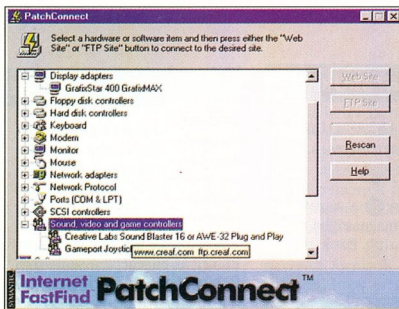 PatchConnect
Select a hardware or software item and then press either the "Web
Site" or "FTP Site" button to connect to the desired site.
Display adapters
GrafixStar 400 GrafixMAX
Floppy disk controllers
Hard disk controllers
Keyboard
Modem
Monitor
Mouse
Network adapters
Network Protocol
Ports (COM & LPT)
SCSI controllers
Sound, video and game controllers
Creative Labs Sound Blaster 16 or AWE-32 Plug and Play
Gameport Joystic
www.creaf.com ftp.creaf.com
Web Site
FTP Site
Rescan
Help
SYMANTEC
Internet
FastFind
PatchConnect™